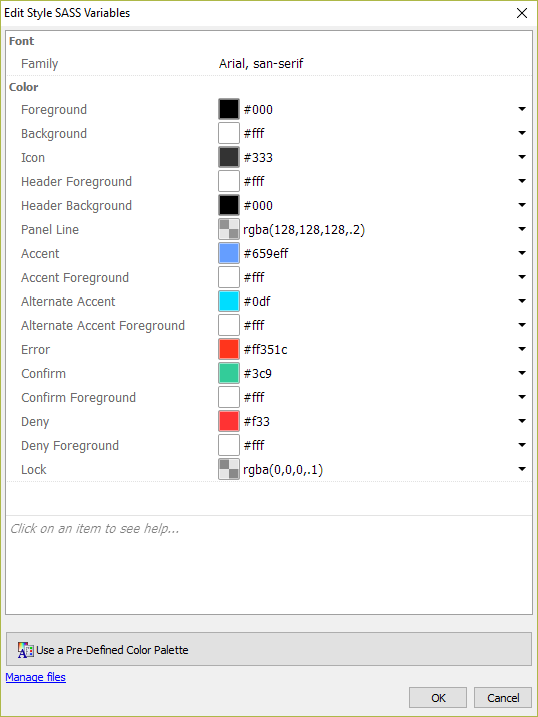 Edit Style SASS Variables
Font
Family Arial, san-serif
Color
Foreground #000
Background #fff
Icon #333
Header Foreground #fff
Header Background #000
Panel Line rgba(128,128,128,.2)
Accent #659eff
Accent Foreground #fff
Alternate Accent #0df
Alternate Accent Foreground #fff
Error #ff351c
Confirm #3c9
Confirm Foreground #fff
Deny #f33
Deny Foreground #fff
Lock rgba(0,0,0,.1)
Click on an item to see help...
Use a Pre-Defined Color Palette
Manage files
OK Cancel